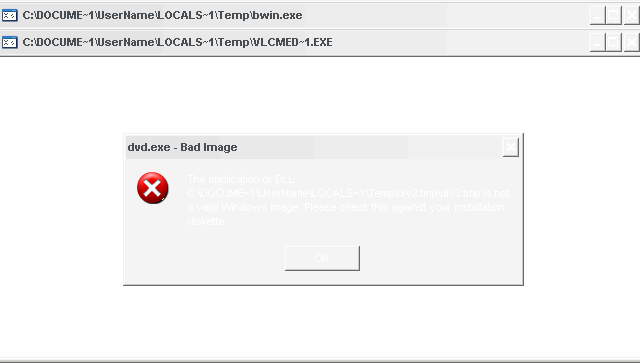 C:\DOCUME~1\UserName\LOCALS~1\Temp\bwin.exe
C:\DOCUME~1\UserName\LOCALS~1\Temp\VLCMED~1.EXE
dvd.exe - Bad Image
The application or DLL
C:\DOCUME~1\UserName\LOCALS~1\Temp\div2.tmp\div3.tmp is not
a valid Windows image. Please check this against your installation
diskette.
OK